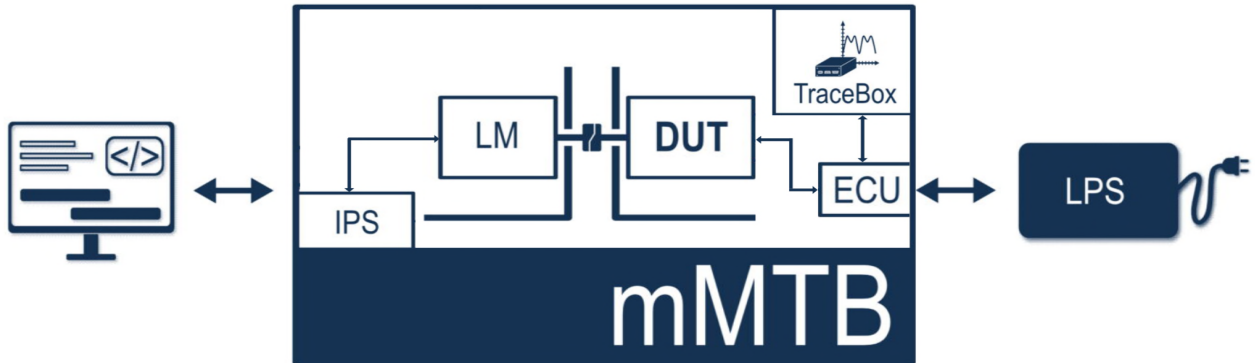 </>
TraceBox
LM
DUT
IPS
ECU
LPS
mMTB